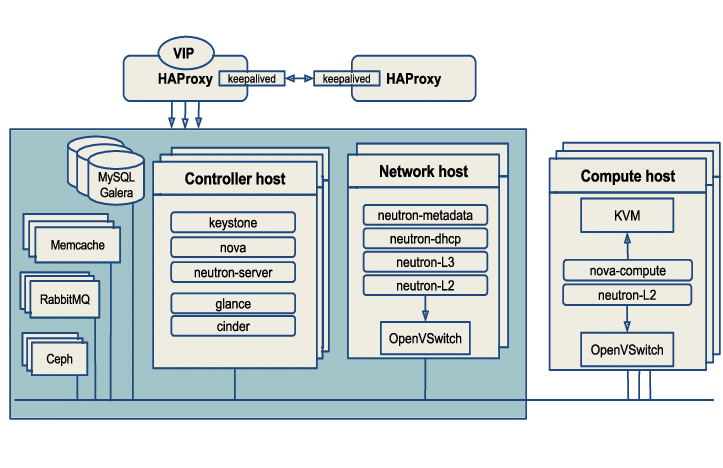 VIP
HAProxy
keepalived
keepalived
HAProxy
MySQL
Galera
Memcache
RabbitMQ
Ceph
Controller host
keystone
nova
neutron-server
glance
cinder
Network host
neutron-metadata
neutron-dhcp
neutron-L3
neutron-L2
OpenVSwitch
Compute host
KVM
nova-compute
neutron-L2
OpenVSwitch